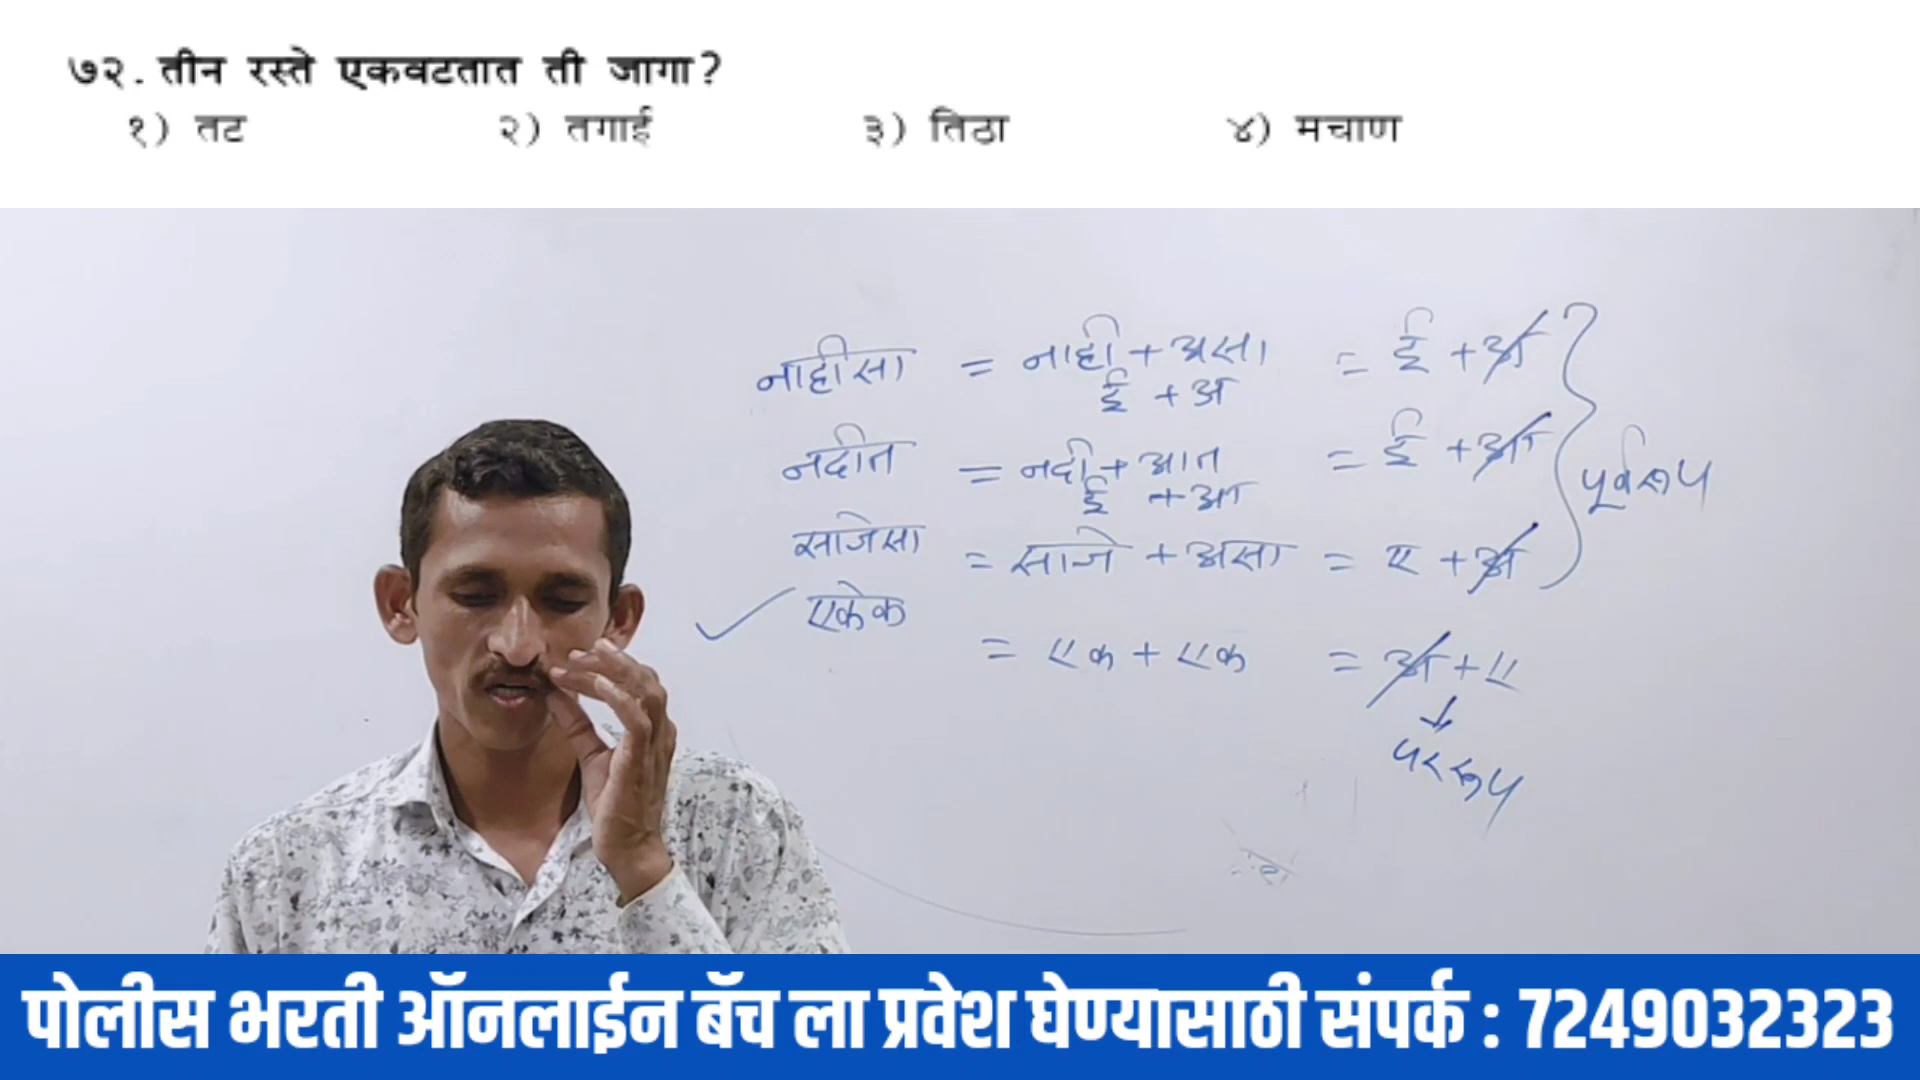 ७२. तीन रस्ते एकवटतात ती जागा?
१) तट २) तगाई ३) तिठा ४) मचाण
नाहीसा = नाही + असा = ई + अ
ई + अ
नदीत = नदी + आत = ई + आ
ई + आ
पूर्वरूप
साजेसा = साजे + असा = ए + अ
एकेक
= एक + एक = अ + ए
पररूप
पोलीस भरती ऑनलाईन बॅच ला प्रवेश घेण्यासाठी संपर्क : 7249032323